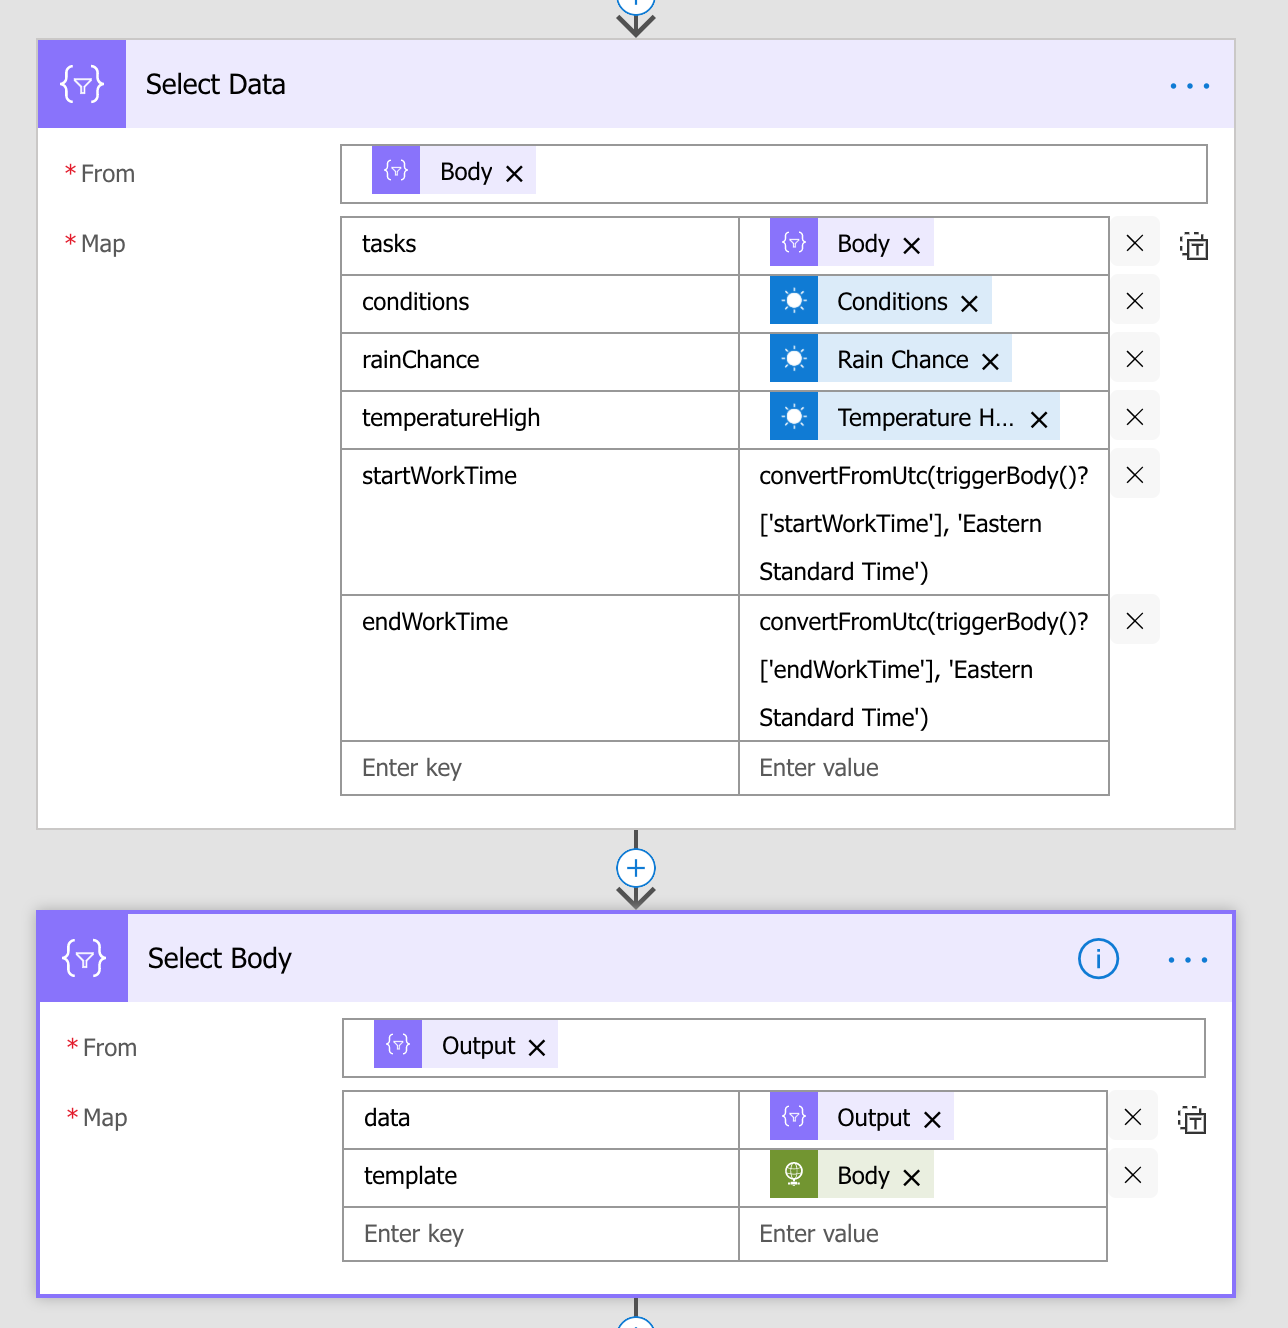 Select Data
* From
Body
* Map
tasks
Body
conditions
Conditions
rainChance
Rain Chance
temperatureHigh
Temperature H...
startWorkTime
convertFromUtc(triggerBody()?
['startWorkTime'], 'Eastern
Standard Time')
endWorkTime
convertFromUtc(triggerBody()?
['endWorkTime'], 'Eastern
Standard Time')
Enter key
Enter value
Select Body
* From
Output
* Map
data
Output
template
Body
Enter key
Enter value